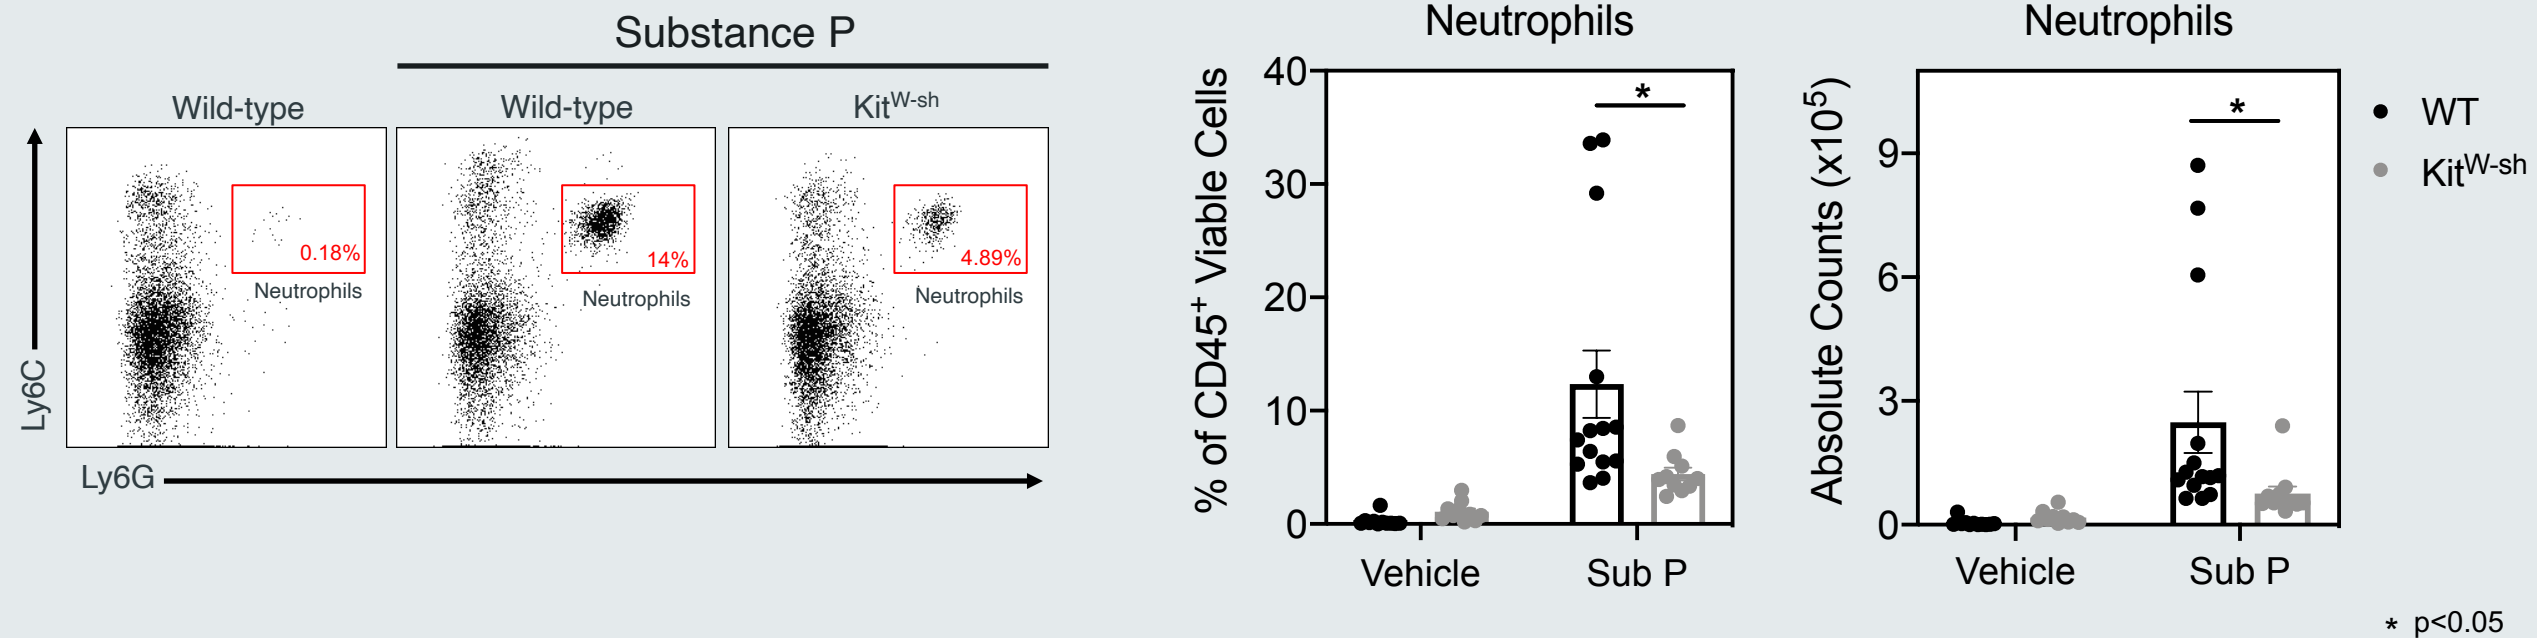 Substance P
Wild-type
Wild-type
Kit^W-sh
0.18%
Neutrophils
14%
Neutrophils
4.89%
Neutrophils
Ly6C
Ly6G
Neutrophils
% of CD45⁺ Viable Cells
40
30
20
10
0
*
Vehicle
Sub P
Neutrophils
Absolute Counts (x10⁵)
9
6
3
0
*
Vehicle
Sub P
WT
Kit^W-sh
* p<0.05